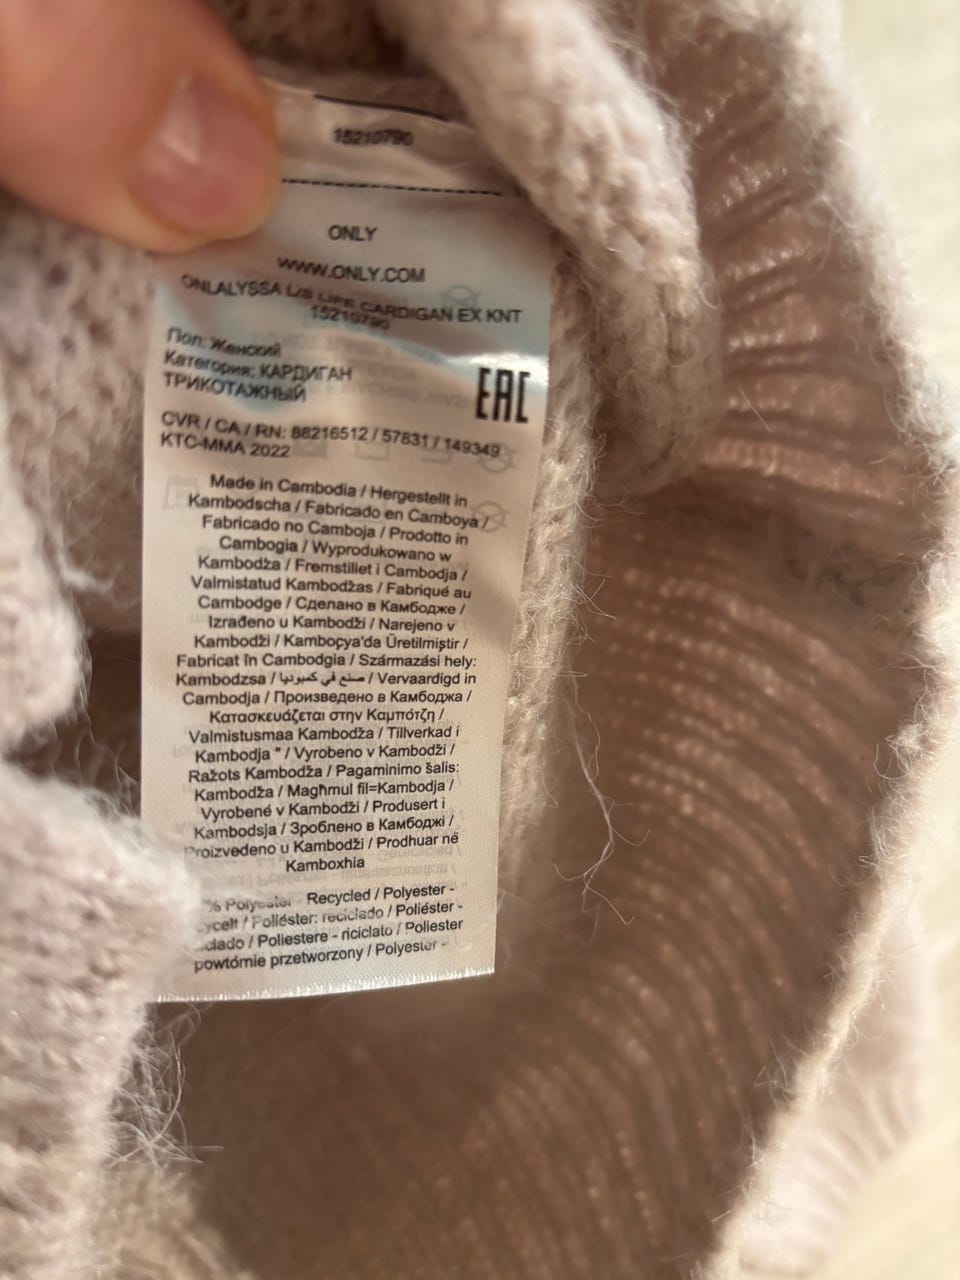 15210790
ONLY
WWW.ONLY.COM
ONLALYSSA L/S LIFE CARDIGAN EX KNT
15210790
Пол: Женский
Категория: КАРДИГАН
ТРИКОТАЖНЫЙ
EAC
CVR / CA / RN: 88216512 / 57831 / 149349
KTC-MMA 2022
Made in Cambodia / Hergestellt in
Kambodscha / Fabricado en Camboya /
Fabricado no Camboja / Prodotto in
Cambogia / Wyprodukowano w
Kambodża / Fremstillet i Cambodja /
Valmistatud Kambodžas / Fabriqué au
Cambodge / Сделано в Камбодже /
Izrađeno u Kambodži / Narejeno v
Kambodži / Kamboçya'da Üretilmiştir /
Fabricat în Cambodgia / Származási hely:
Kambodzsa / صنع في كمبوديا / Vervaardigd in
Cambodja / Произведено в Камбоджа /
Κατασκευάζεται στην Καμπότζη /
Valmistusmaa Kambodža / Tillverkad i
Kambodja " / Vyrobeno v Kambodži /
Ražots Kambodža / Pagaminimo šalis:
Kambodža / Magħmul fil=Kambodja /
Vyrobené v Kambodži / Produsert i
Kambodsja / Зроблено в Камбоджі /
Proizvedeno u Kambodži / Prodhuar në
Kamboxhia
% Polyester - Recycled / Polyester -
ycelt / Poliéster: reciclado / Poliéster -
iclado / Poliestere - riciclato / Poliester
powtórnie przetworzony / Polyester -